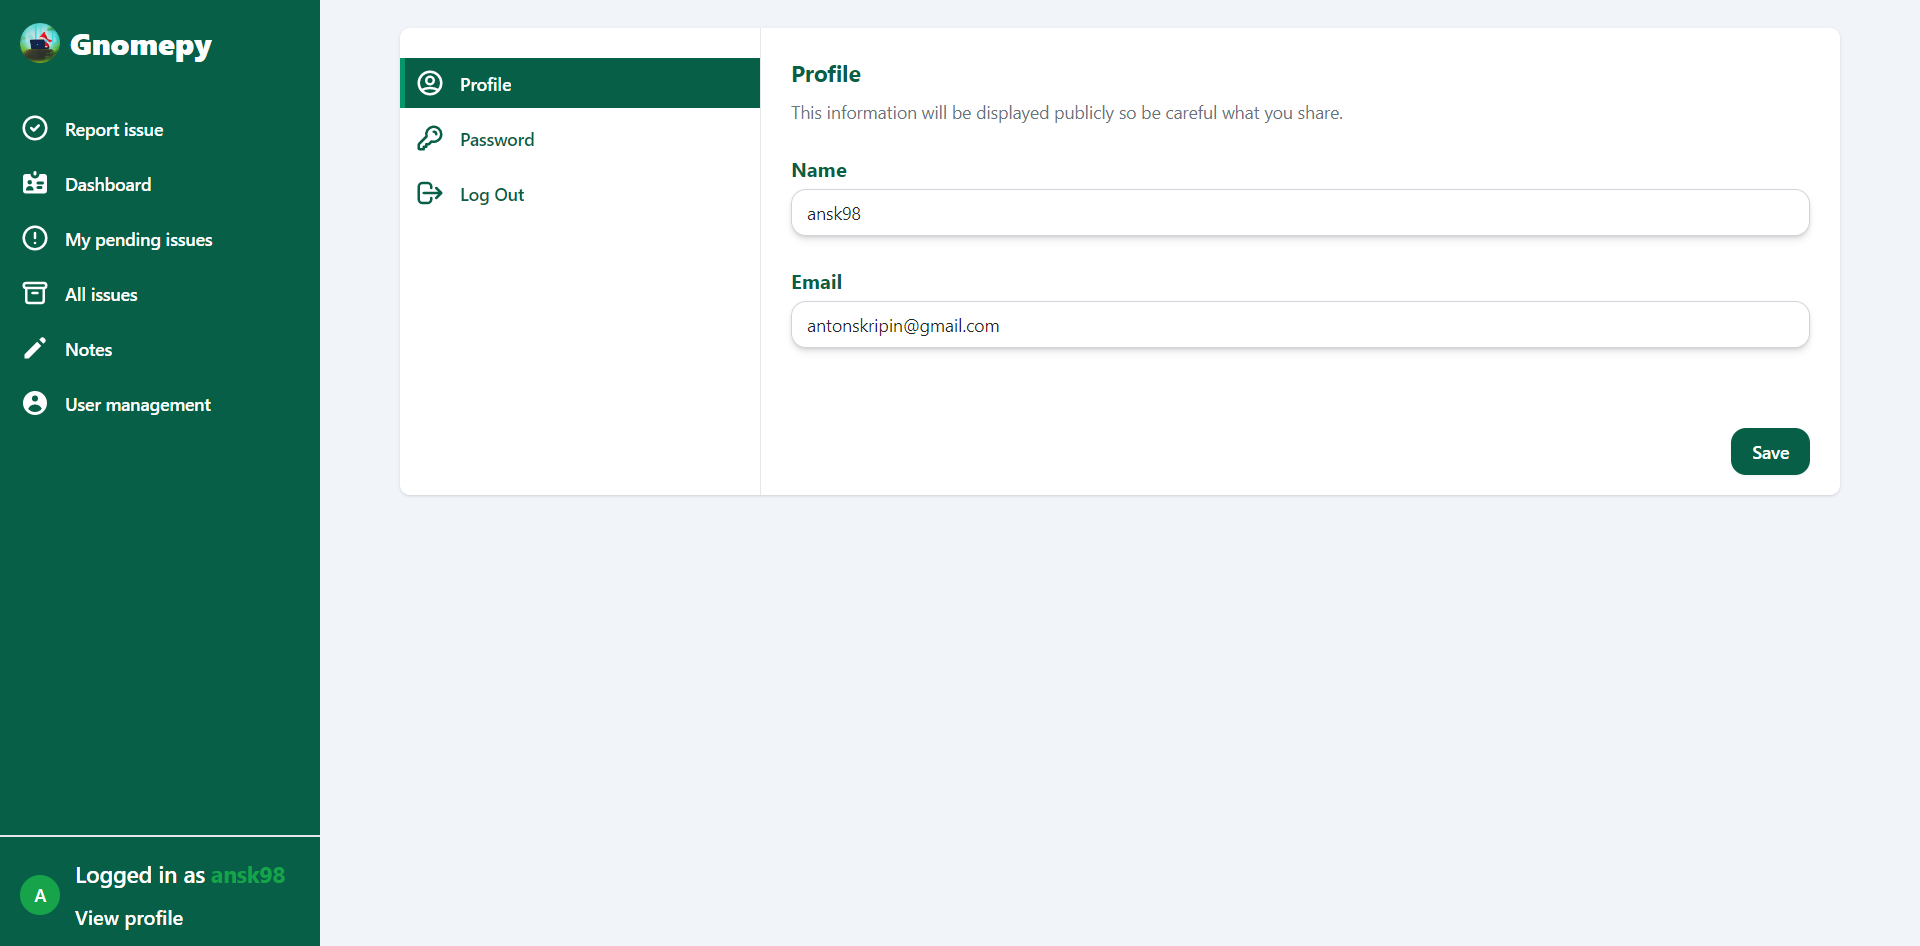 Gnomepy
Report issue
Dashboard
My pending issues
All issues
Notes
User management
Logged in as ansk98
A
View profile
Profile
Password
Log Out
Profile
This information will be displayed publicly so be careful what you share.
Name
ansk98
Email
antonskripin@gmail.com
Save